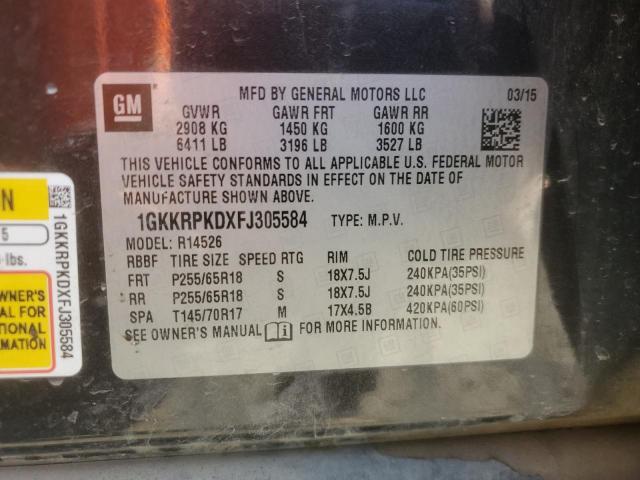 GM
MFD BY GENERAL MOTORS LLC
03/15
GVWR GAWR FRT GAWR RR
2908 KG 1450 KG 1600 KG
6411 LB 3196 LB 3527 LB
THIS VEHICLE CONFORMS TO ALL APPLICABLE U.S. FEDERAL MOTOR
VEHICLE SAFETY STANDARDS IN EFFECT ON THE DATE OF
MANUFACTURE SHOWN ABOVE.
1GKKRPKDXFJ305584 TYPE: M.P.V.
MODEL: R14526
RBBF TIRE SIZE SPEED RTG RIM COLD TIRE PRESSURE
FRT P255/65R18 S 18X7.5J 240KPA(35PSI)
RR P255/65R18 S 18X7.5J 240KPA(35PSI)
SPA T145/70R17 M 17X4.5B 420KPA(60PSI)
SEE OWNER'S MANUAL FOR MORE INFORMATION.
N
5
lbs.
1GKKRPKDXFJ305584